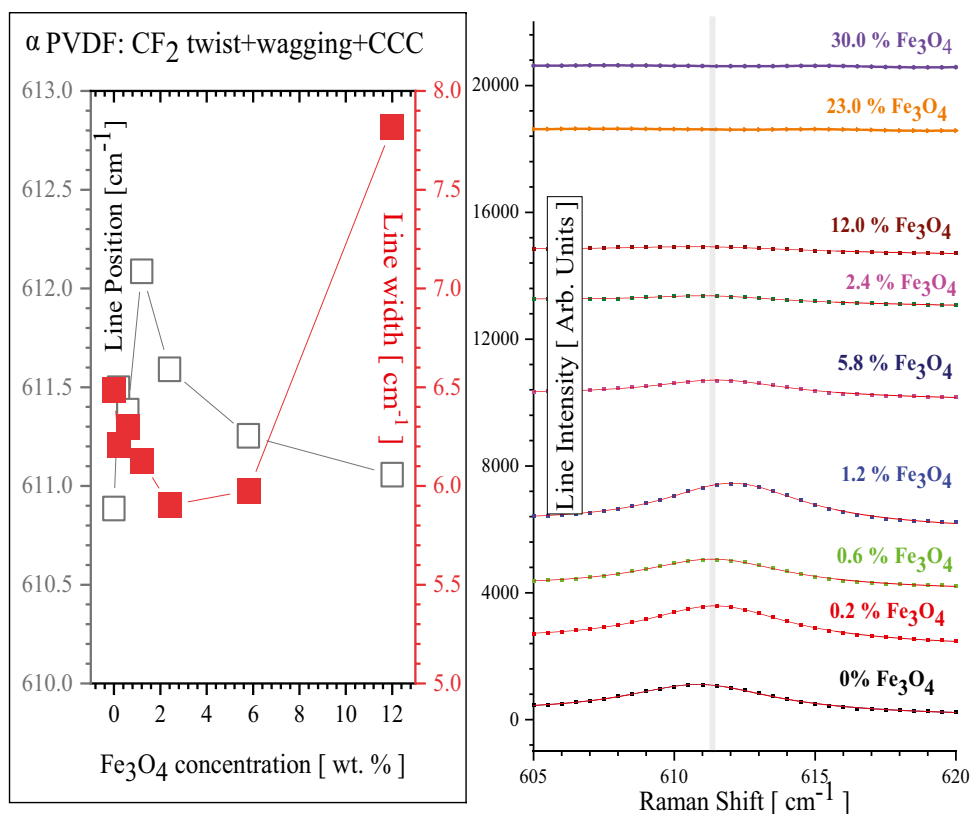 α PVDF: CF₂ twist+wagging+CCC
613.0
612.5
612.0
611.5
611.0
610.5
610.0
Line Position [cm⁻¹]
8.0
7.5
7.0
6.5
6.0
5.5
5.0
Line width [cm⁻¹]
0 2 4 6 8 10 12
Fe₃O₄ concentration [ wt. % ]
20000
16000
12000
8000
4000
0
Line Intensity [ Arb. Units ]
30.0 % Fe₃O₄
23.0 % Fe₃O₄
12.0 % Fe₃O₄
2.4 % Fe₃O₄
5.8 % Fe₃O₄
1.2 % Fe₃O₄
0.6 % Fe₃O₄
0.2 % Fe₃O₄
0% Fe₃O₄
605 610 615 620
Raman Shift [ cm⁻¹ ]